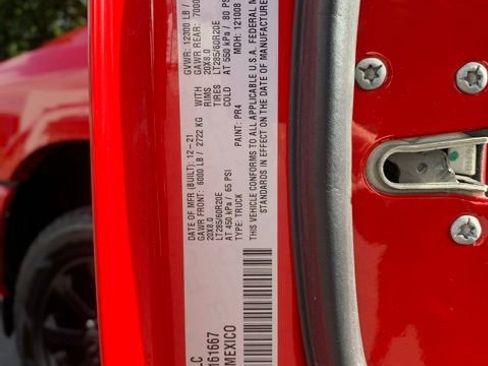 DATE OF MFR (BUILT): 12-21
GVWR: 12300 LB /
GAWR FRONT: 6000 LB / 2722 KG
WITH
GAWR REAR: 7000
20X8.0
RIMS
20X8.0
LT285/60R20E
TIRES
LT285/60R20E
AT 450 kPa / 65 PSI
COLD
AT 550 kPa / 80 PSI
TYPE: TRUCK
PAINT: PR4
MDH: 121008
THIS VEHICLE CONFORMS TO ALL APPLICABLE U.S.A. FEDERAL M
STANDARDS IN EFFECT ON THE DATE OF MANUFACTURE
LC
161667
MEXICO